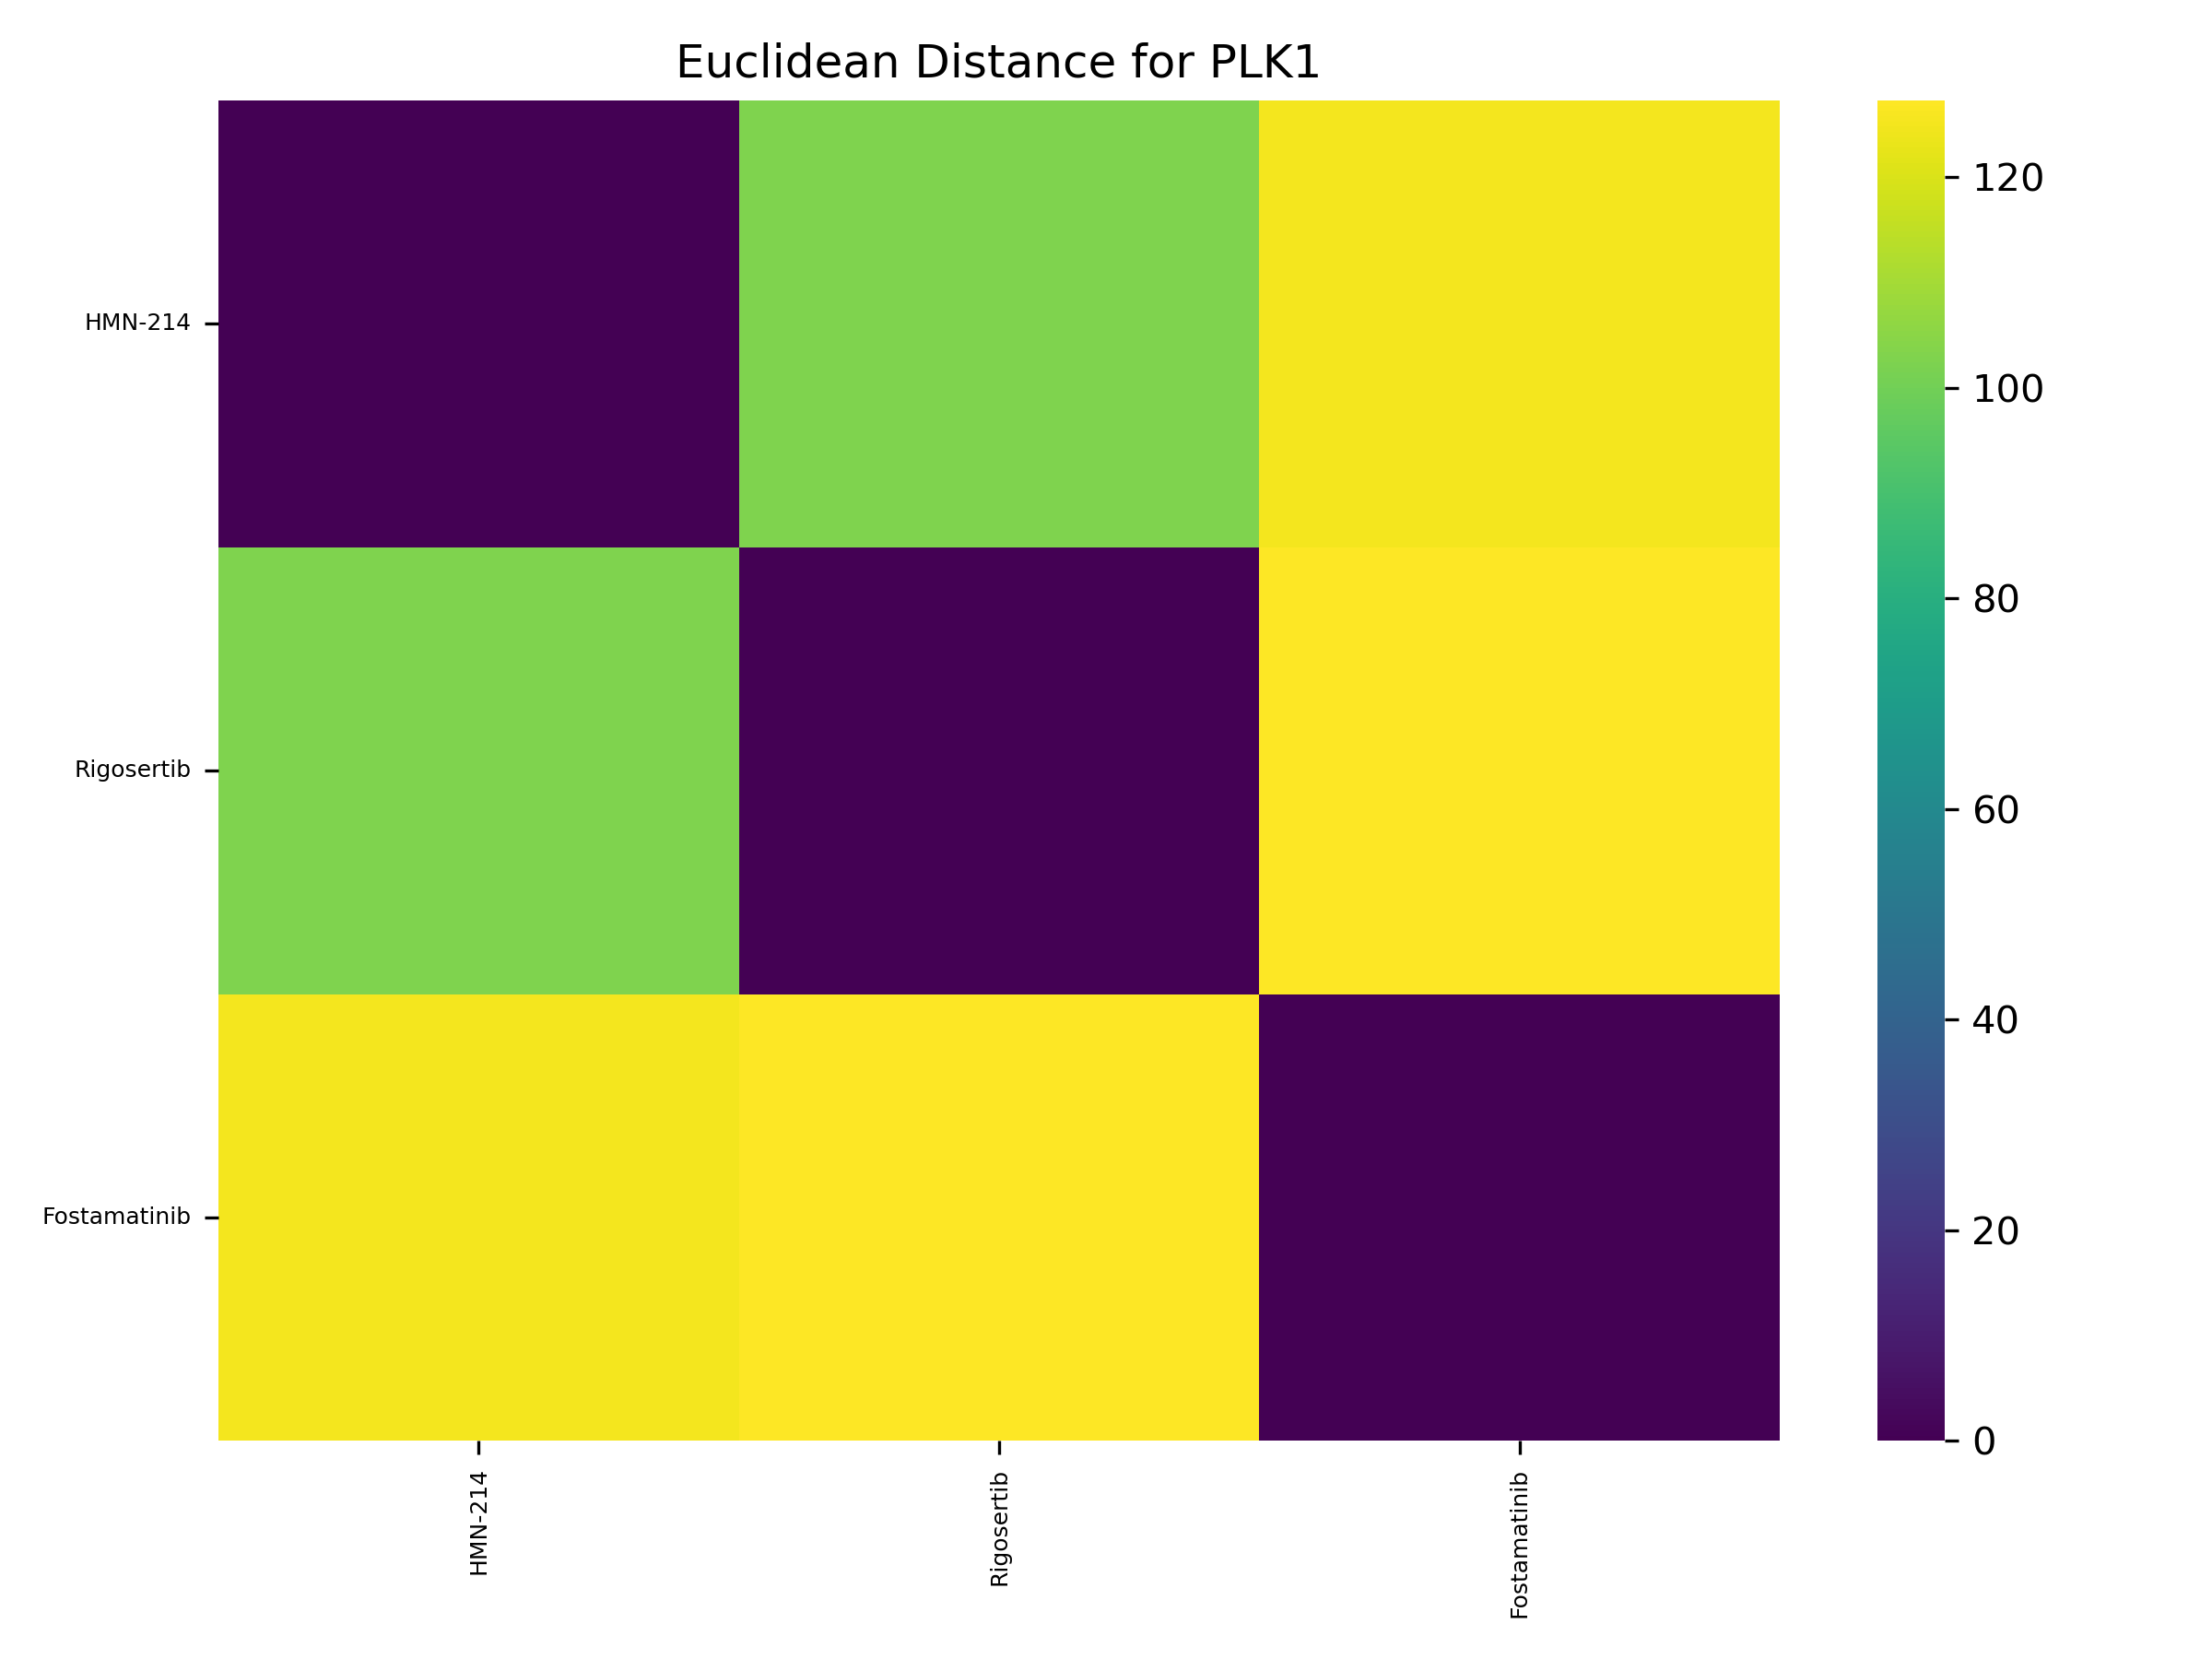 Euclidean Distance for PLK1
HMN-214
Rigosertib
Fostamatinib
HMN-214
Rigosertib
Fostamatinib
120
100
80
60
40
20
0